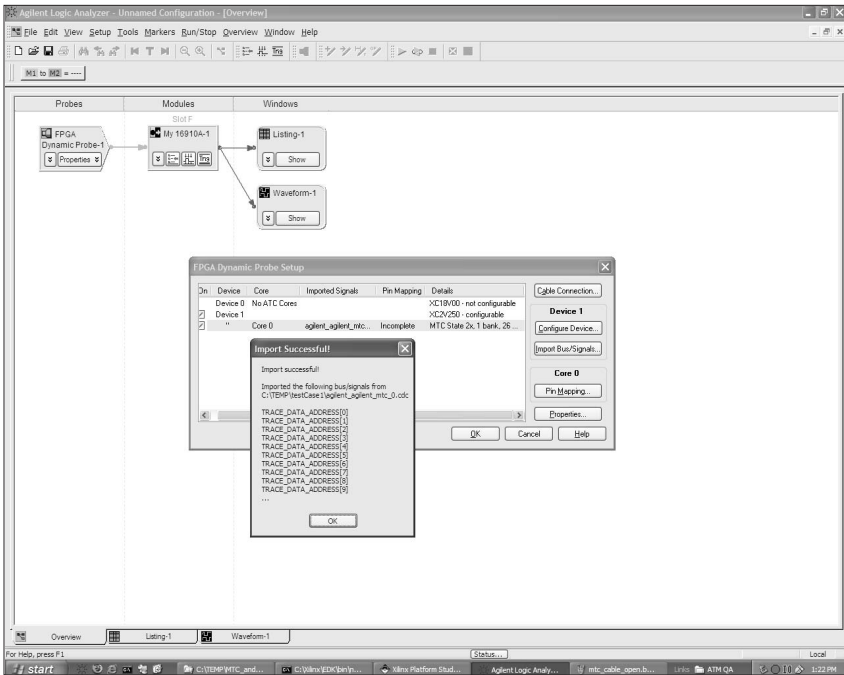 Agilent Logic Analyzer - Unnamed Configuration - [Overview]
File Edit View Setup Tools Markers Run/Stop Overview Window Help
M1 to M2 = ----
Probes Modules Windows
Slot F
FPGA
Dynamic Probe-1
Properties
My 16910A-1
Listing-1
Show
Waveform-1
Show
FPGA Dynamic Probe Setup
On Device Core Imported Signals Pin Mapping Details
Device 0 No ATC Cores XC18V00 - not configurable
Device 1 XC2V250 - configurable
" Core 0 agilent_agilent_mtc... Incomplete MTC State 2x, 1 bank, 26 ...
Cable Connection...
Device 1
Configure Device...
Import Bus/Signals...
Core 0
Pin Mapping...
Properties...
OK Cancel Help
Import Successful!
Import successful!
Imported the following bus/signals from
C:\TEMP\testCase1\agilent_agilent_mtc_0.cdc
TRACE_DATA_ADDRESS[0]
TRACE_DATA_ADDRESS[1]
TRACE_DATA_ADDRESS[2]
TRACE_DATA_ADDRESS[3]
TRACE_DATA_ADDRESS[4]
TRACE_DATA_ADDRESS[5]
TRACE_DATA_ADDRESS[6]
TRACE_DATA_ADDRESS[7]
TRACE_DATA_ADDRESS[8]
TRACE_DATA_ADDRESS[9]
...
OK
Overview Listing-1 Waveform-1
For Help, press F1 Status... Local
start C:\TEMP\MTC_and... C:\Xilinx\EDK\bin\n... Xilinx Platform Stud... Agilent Logic Analy... mtc_cable_open.b... Links ATM QA 1:22 PM